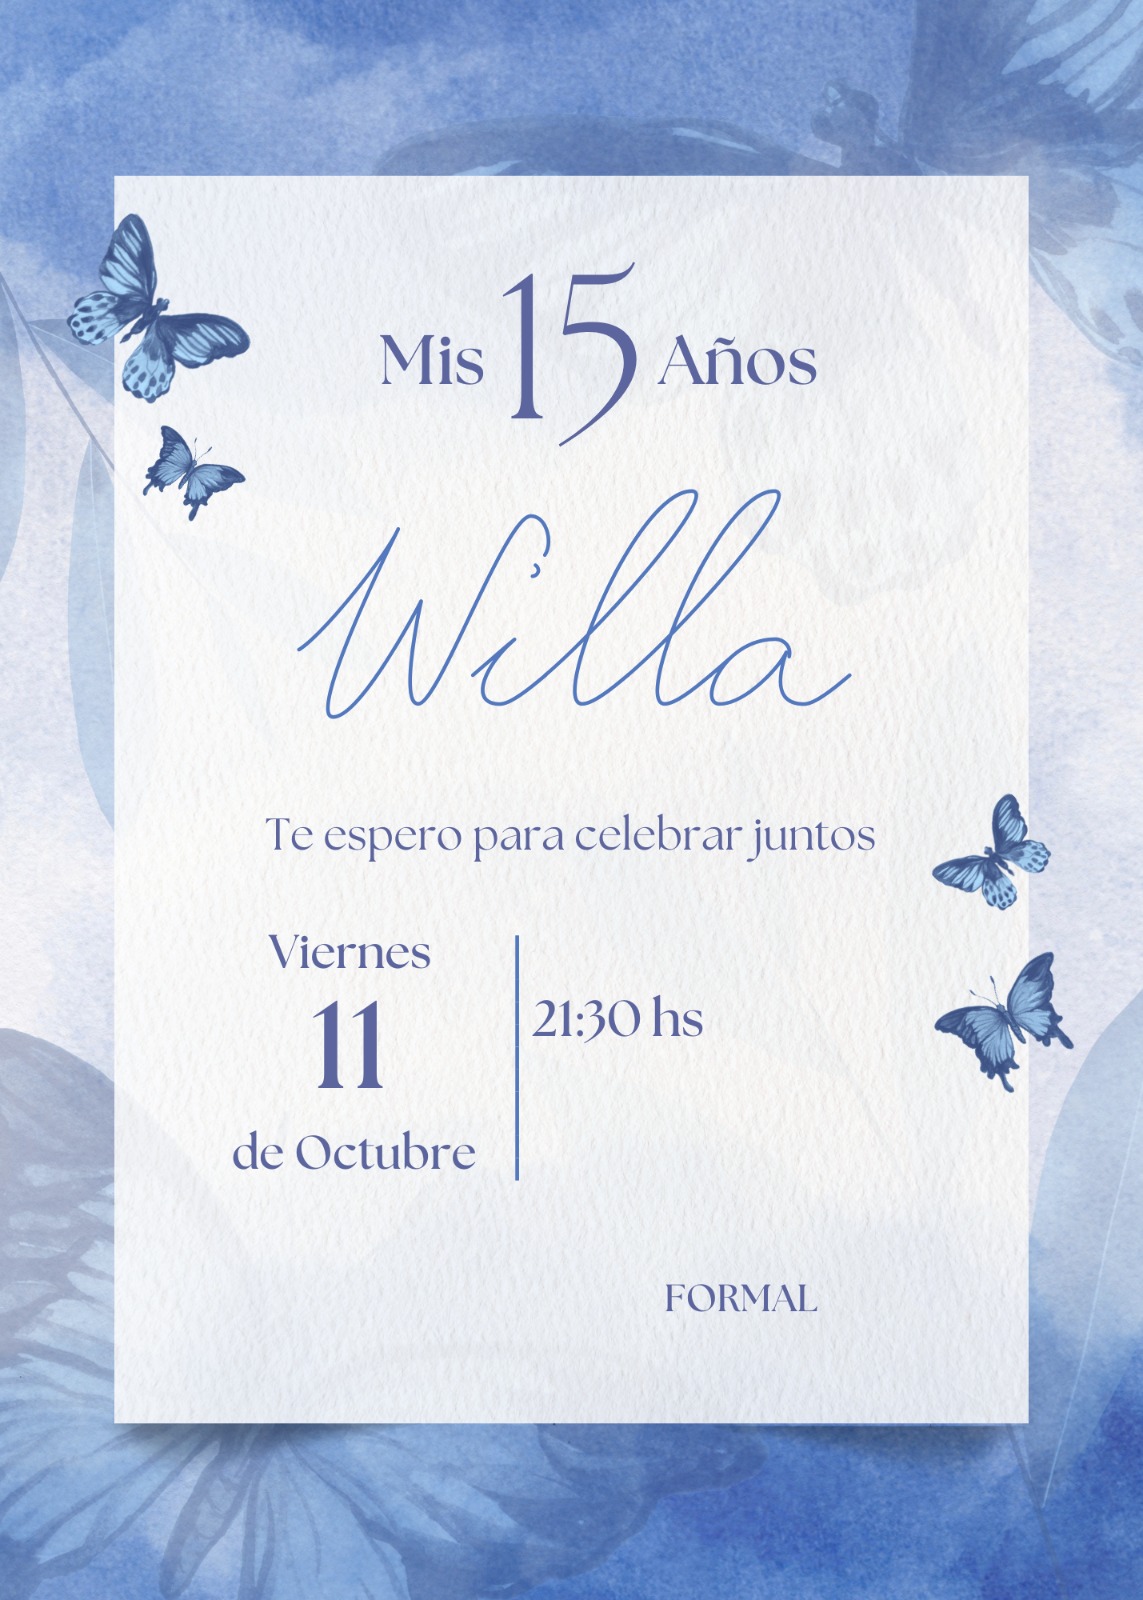 Mis 15 Años
Willa
Te espero para celebrar juntos
Viernes
11
de Octubre
21:30 hs
FORMAL